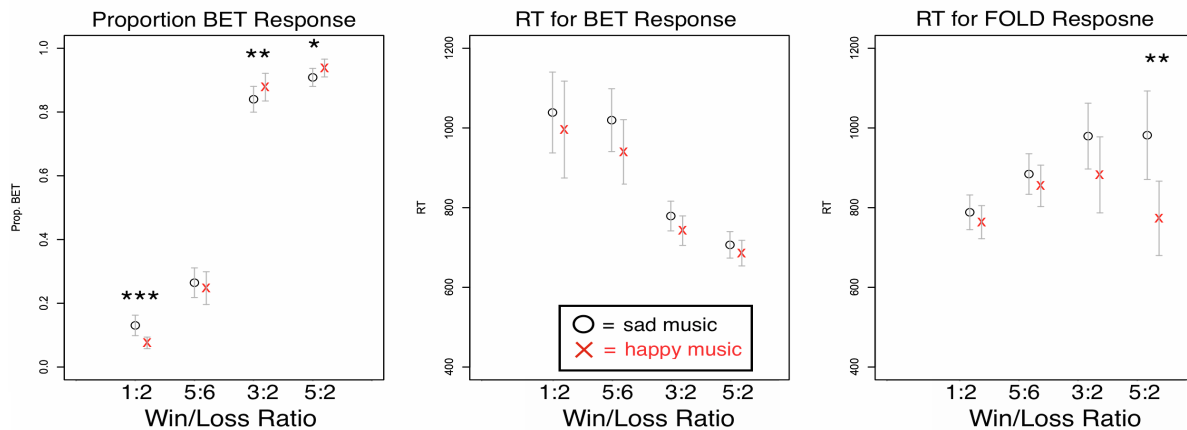 Proportion BET Response
Prop. BET
1.0
0.8
0.6
0.4
0.2
0.0
***
**
*
1:2 5:6 3:2 5:2
Win/Loss Ratio
RT for BET Response
RT
1200
1000
800
600
400
O = sad music
X = happy music
1:2 5:6 3:2 5:2
Win/Loss Ratio
RT for FOLD Resposne
RT
1200
1000
800
600
400
**
1:2 5:6 3:2 5:2
Win/Loss Ratio